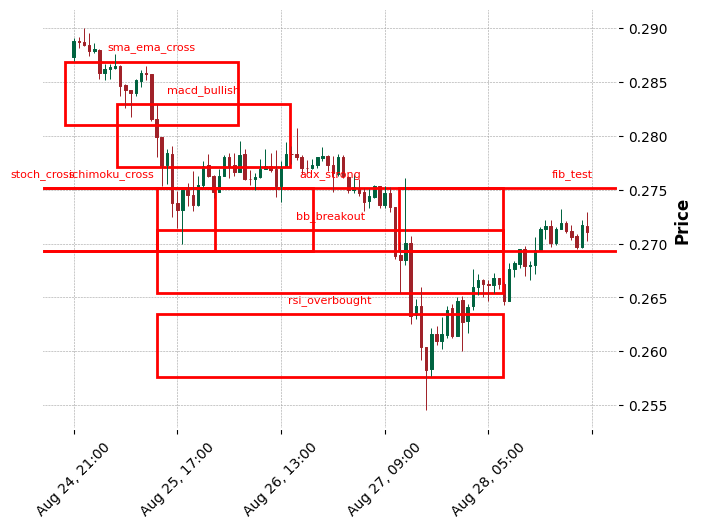 sma_ema_cross
macd_bullish
stoch_cross
ichimoku_cross
adx_strong
fib_test
bb_breakout
rsi_overbought
0.290
0.285
0.280
0.275
0.270
0.265
0.260
0.255
Price
Aug 24, 21:00
Aug 25, 17:00
Aug 26, 13:00
Aug 27, 09:00
Aug 28, 05:00